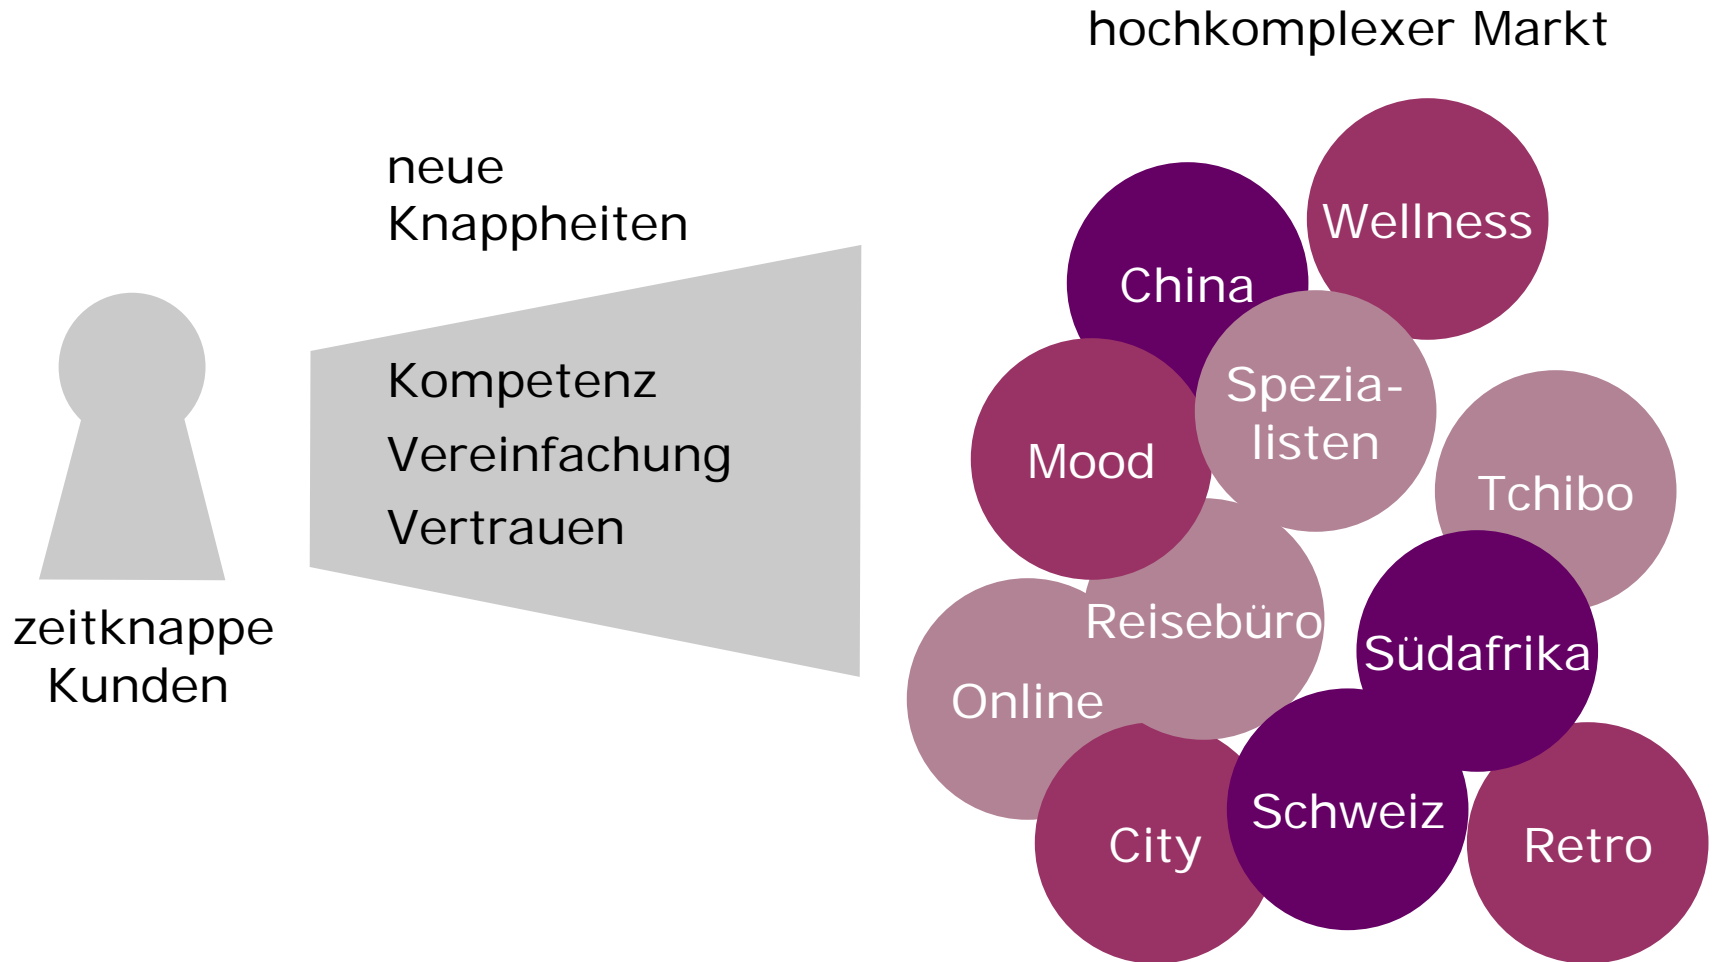 hochkomplexer Markt
neue
Knappheiten
Kompetenz
Vereinfachung
Vertrauen
zeitknappe
Kunden
Wellness
China
Spezia-
listen
Mood
Tchibo
Reisebüro
Südafrika
Online
Schweiz
City
Retro